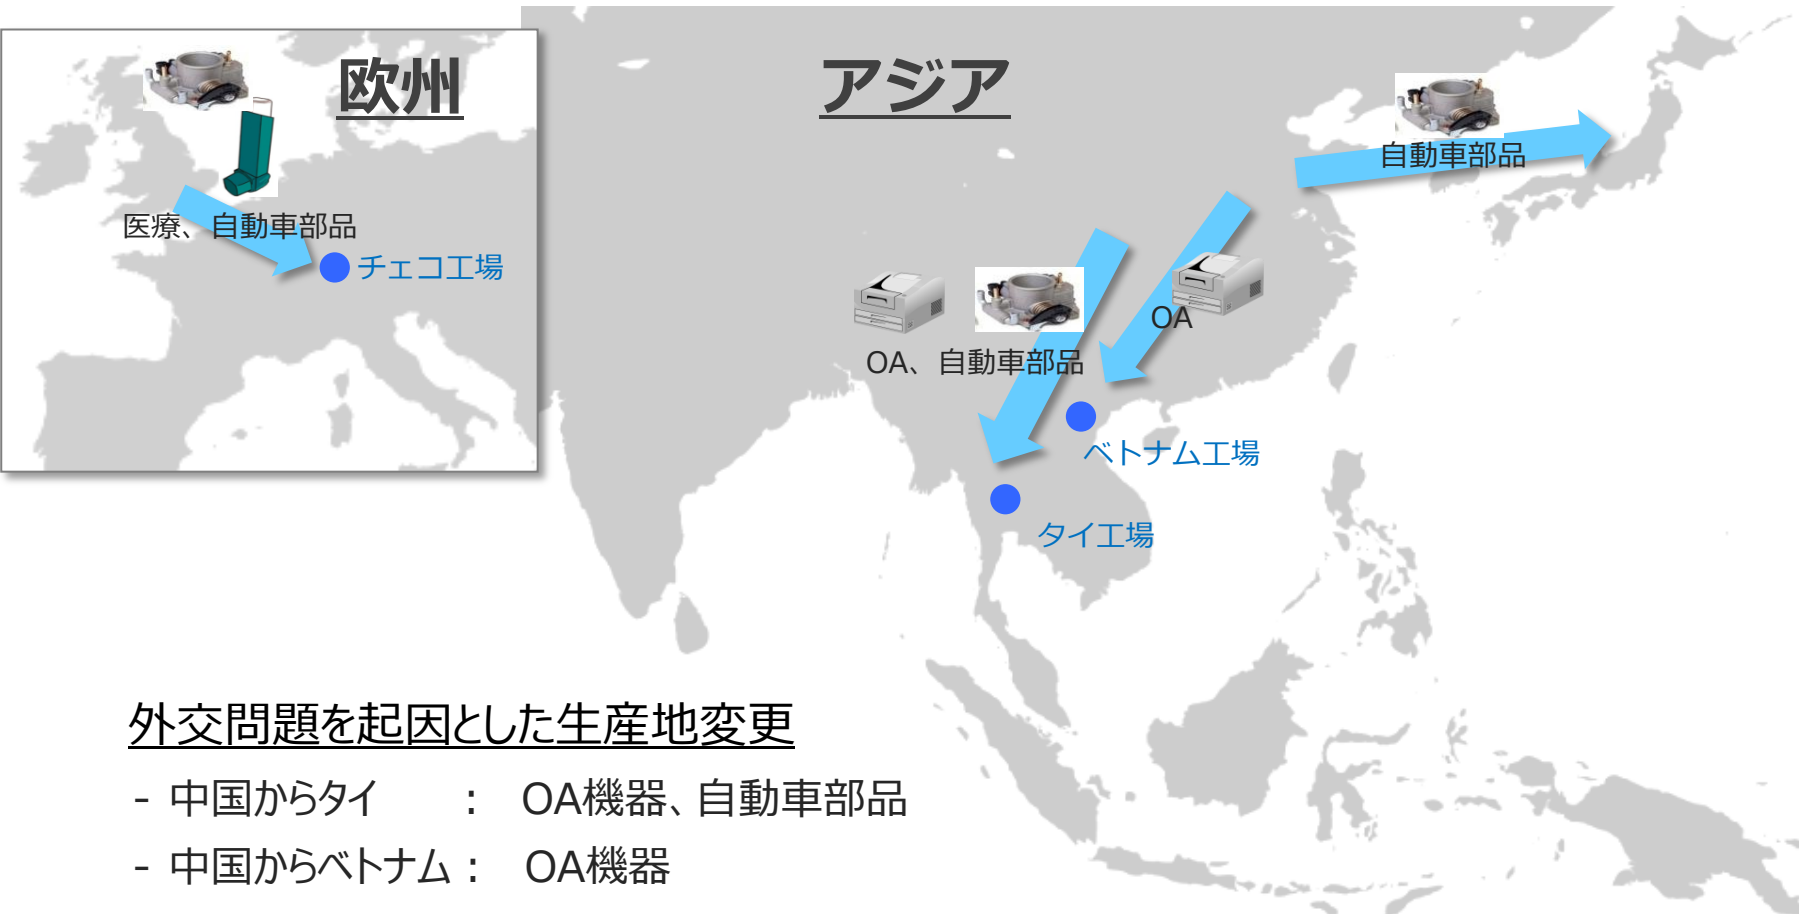 欧州
アジア
自動車部品
医療、自動車部品
チェコ工場
OA
OA、自動車部品
ベトナム工場
タイ工場
外交問題を起因とした生産地変更
- 中国からタイ : OA機器、自動車部品
- 中国からベトナム : OA機器